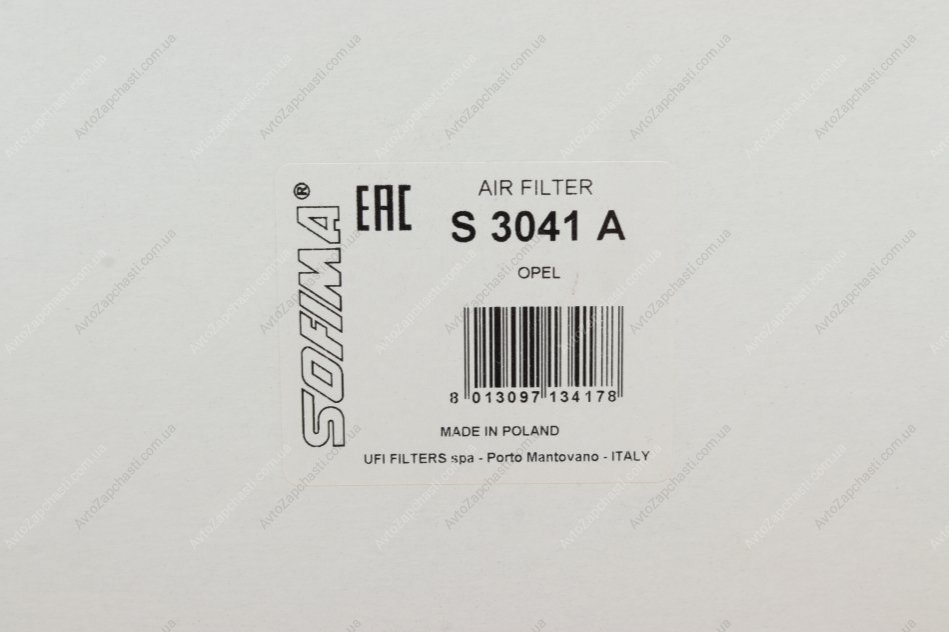 SOFIMA®
EAC
AIR FILTER
S 3041 A
OPEL
8 013097 134178
MADE IN POLAND
UFI FILTERS spa - Porto Mantovano - ITALY
AvtoZapchasti.com.ua